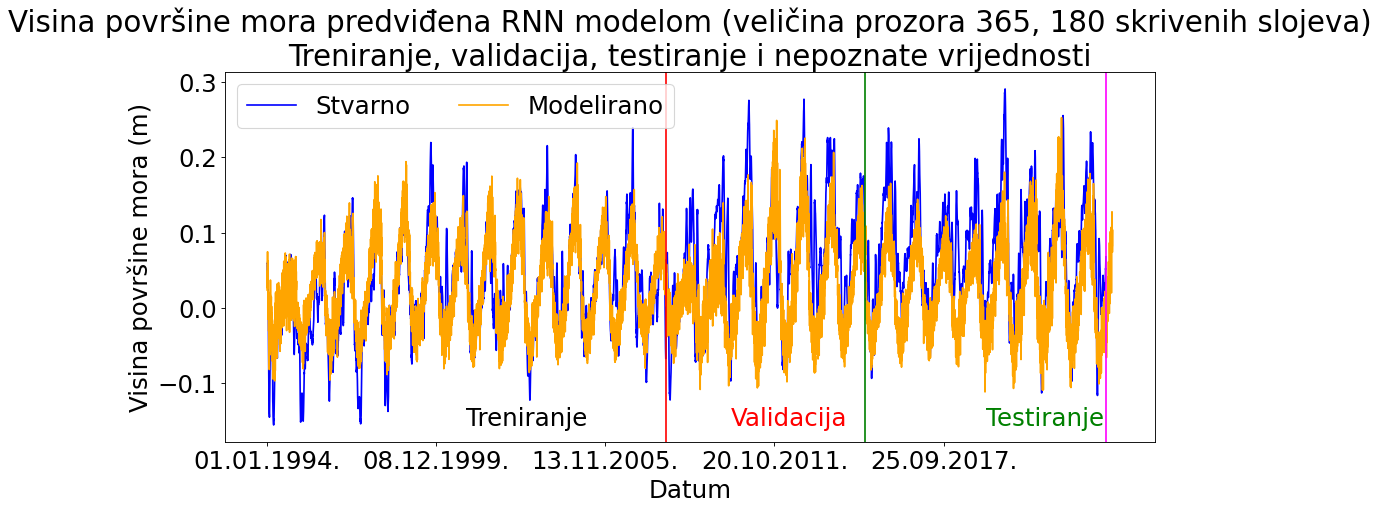 Visina površine mora predviđena RNN modelom (veličina prozora 365, 180 skrivenih slojeva)
Treniranje, validacija, testiranje i nepoznate vrijednosti
Stvarno
Modelirano
Visina površine mora (m)
0.3
0.2
0.1
0.0
−0.1
Treniranje
Validacija
Testiranje
01.01.1994.
08.12.1999.
13.11.2005.
20.10.2011.
25.09.2017.
Datum